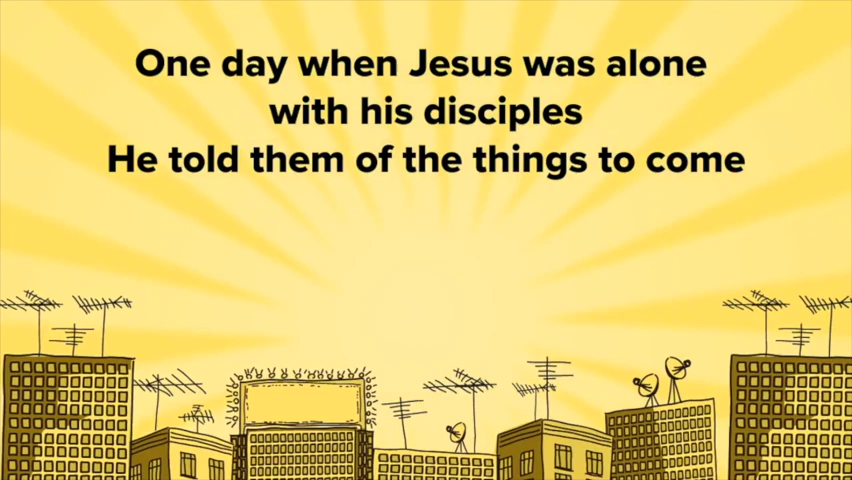 One day when Jesus was alone
with his disciples
He told them of the things to come